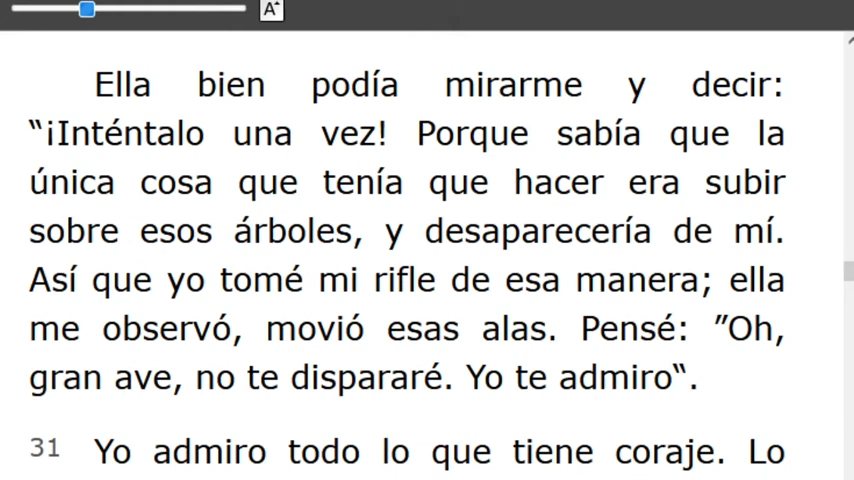 A
Ella bien podía mirarme y decir:
“¡Inténtalo una vez! Porque sabía que la
única cosa que tenía que hacer era subir
sobre esos árboles, y desaparecería de mí.
Así que yo tomé mi rifle de esa manera; ella
me observó, movió esas alas. Pensé: ”Oh,
gran ave, no te dispararé. Yo te admiro“.
31 Yo admiro todo lo que tiene coraje. Lo